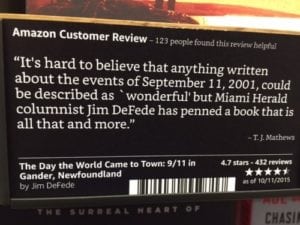 Amazon Customer Review - 123 people found this review helpful
“It's hard to believe that anything written
about the events of September 11, 2001, could
be described as `wonderful' but Miami Herald
columnist Jim DeFede has penned a book that is
all that and more.”
- T. J. Mathews
The Day the World Came to Town: 9/11 in
Gander, Newfoundland
by Jim DeFede
4.7 stars - 432 reviews
as of 10/11/2015
THE SURREAL HEART OF
CHASI